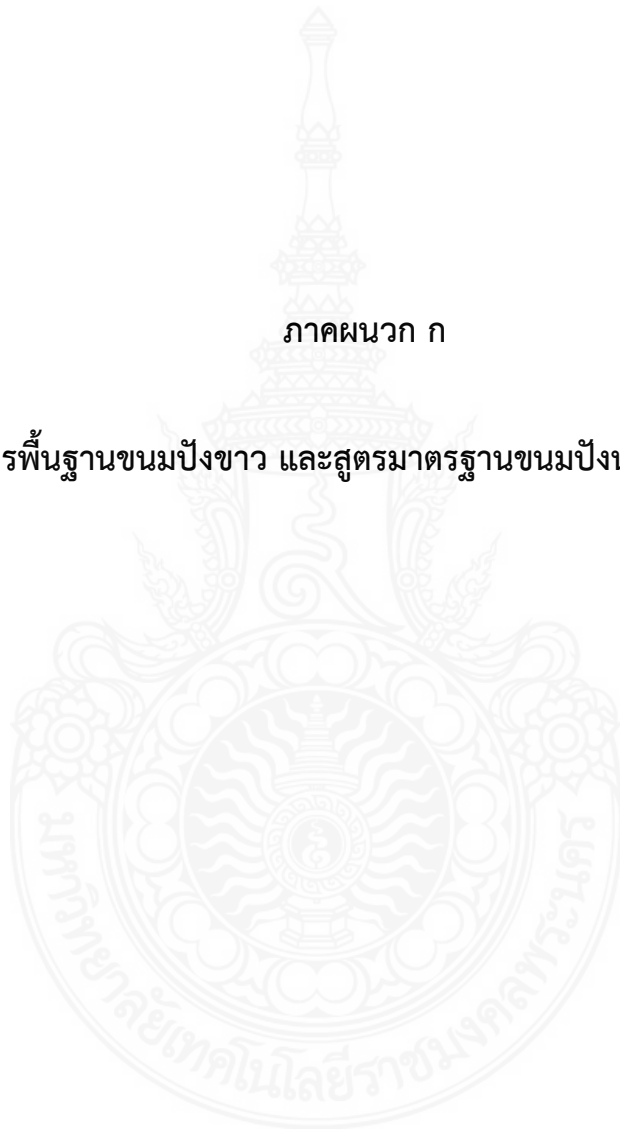 ภาคผนวก ก
รพื้นฐานขนมปังขาว และสูตรมาตรฐานขนมปัง
มหาวิทยาลัยเทคโนโลยีราชมงคลพระนคร